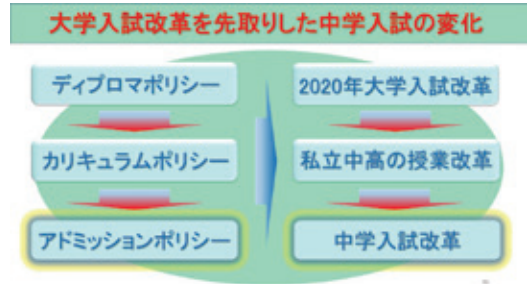 大学入試改革を先取りした中学入試の変化
ディプロマポリシー
カリキュラムポリシー
アドミッションポリシー
2020年大学入試改革
私立中高の授業改革
中学入試改革